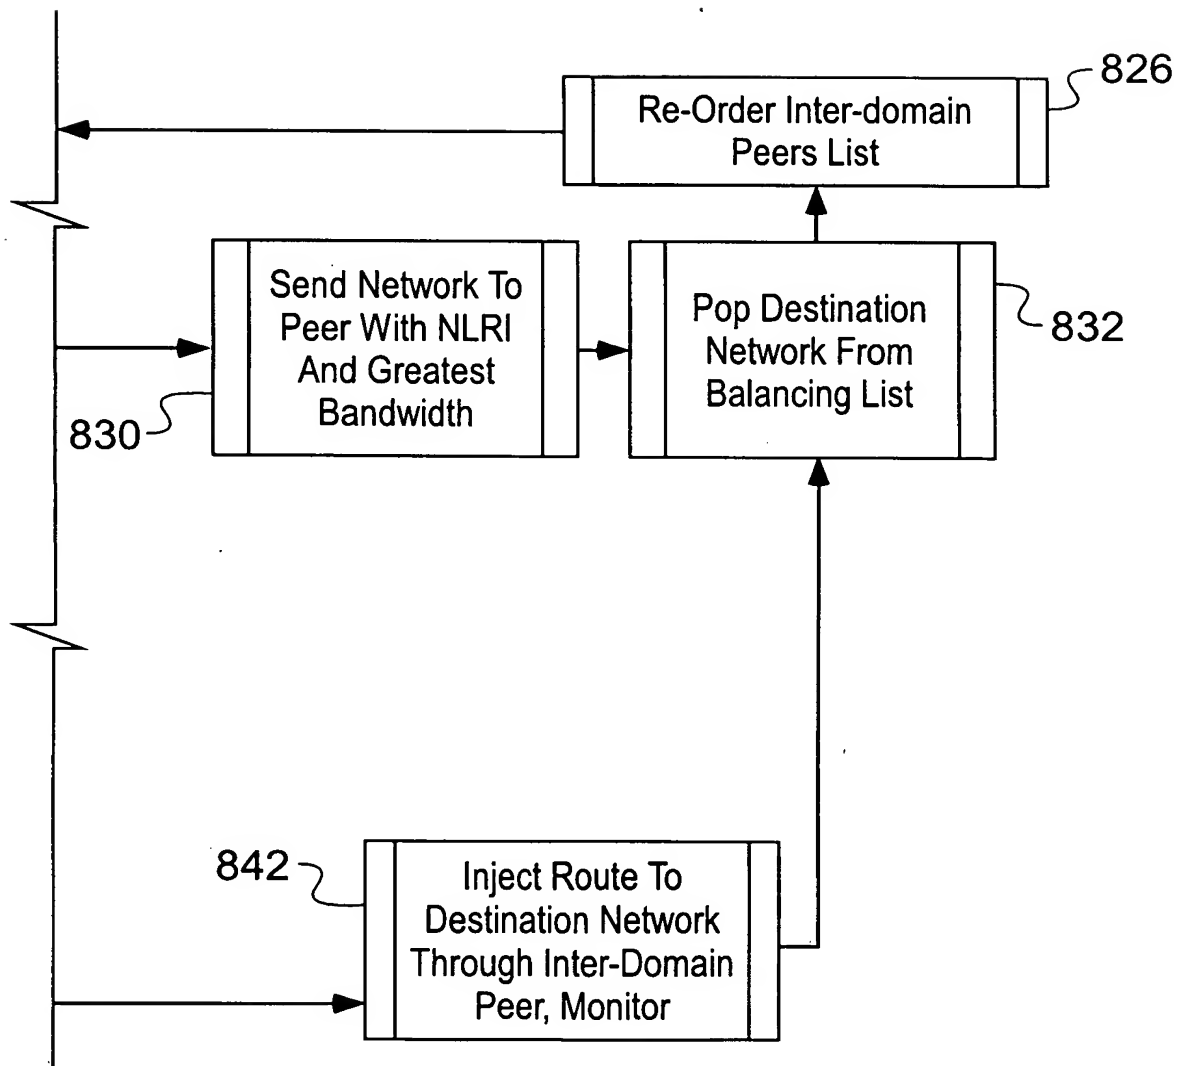 826
Re-Order Inter-domain
Peers List
Send Network To
Peer With NLRI
And Greatest
Bandwidth
830
Pop Destination
Network From
Balancing List
832
842
Inject Route To
Destination Network
Through Inter-Domain
Peer, Monitor